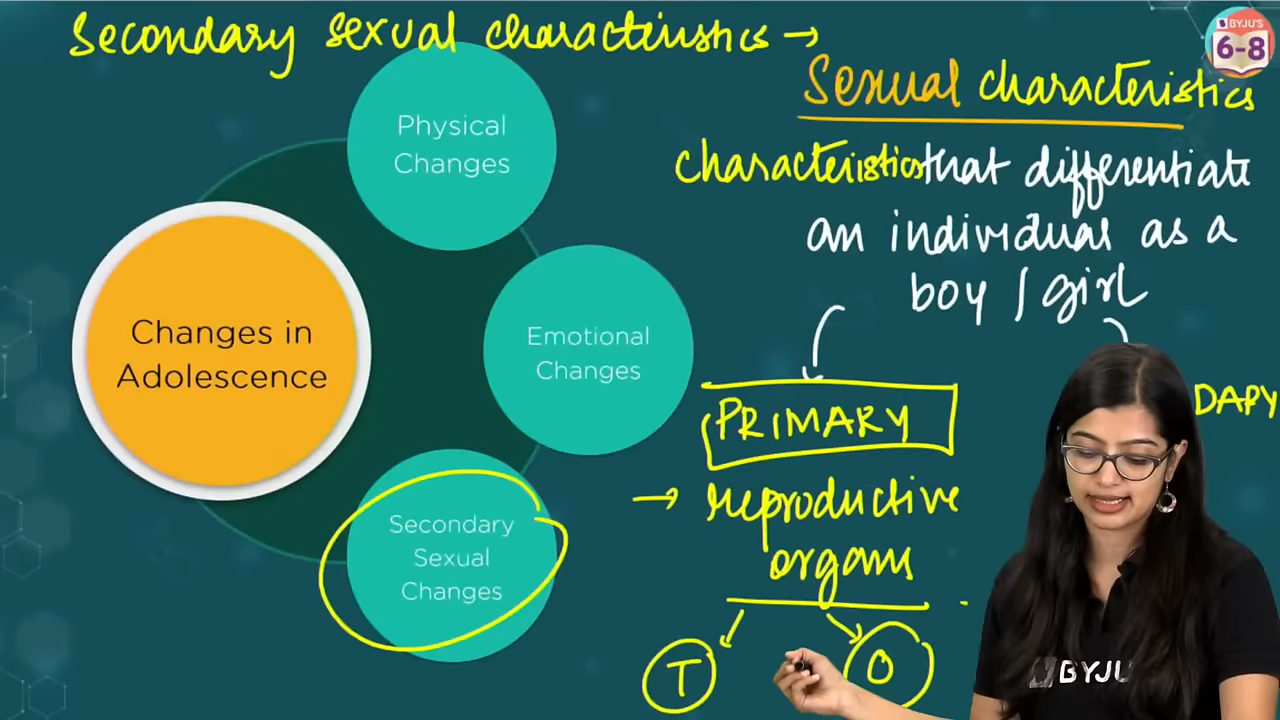 Secondary sexual characteristics →
BYJU'S
6-8
Sexual characteristics
characteristics that differentiate
an individual as a
boy / girl
Physical
Changes
Changes in
Adolescence
Emotional
Changes
Secondary
Sexual
Changes
PRIMARY
→ reproductive
organs
T
O
BYJU